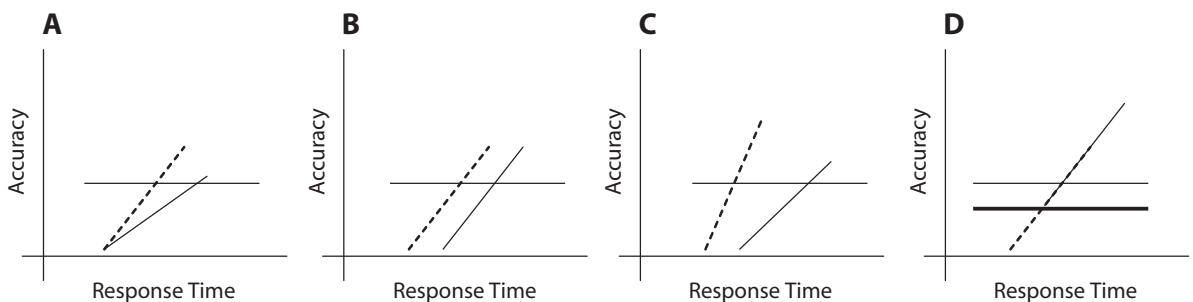 A
B
C
D
Accuracy
Accuracy
Accuracy
Accuracy
Response Time
Response Time
Response Time
Response Time